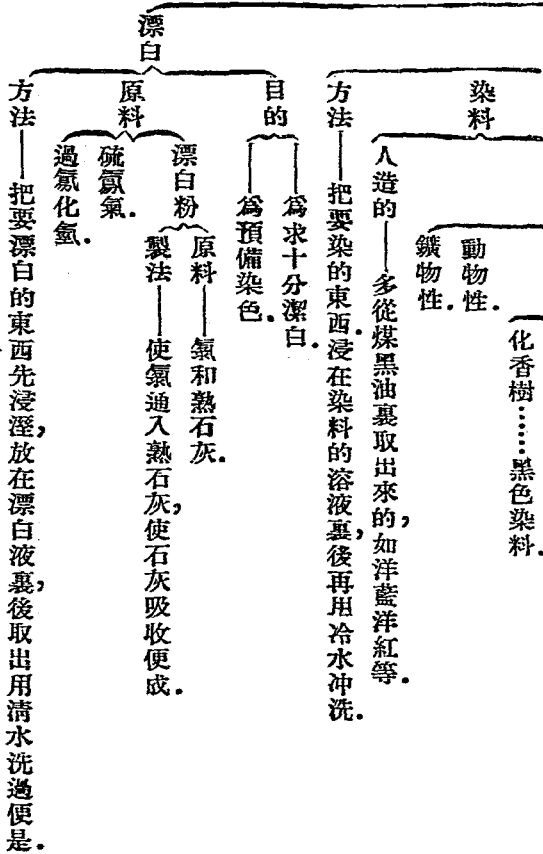 染料
化香樹……黑色染料.
動物性.
鑛物性.
人造的——多從煤黑油裏取出來的,如洋藍洋紅等.
方法——把要染的東西浸在染料的溶液裏,後再用冷水冲洗.
漂白
目的
爲求十分潔白.
爲預備染色.
原料
漂白粉
原料——氯和熟石灰.
製法——使氯通入熟石灰,使石灰吸收便成.
硫氱氣.
過氱化氫.
方法——把要漂白的東西先浸溼,放在漂白液裏,後取出用清水洗過便是.